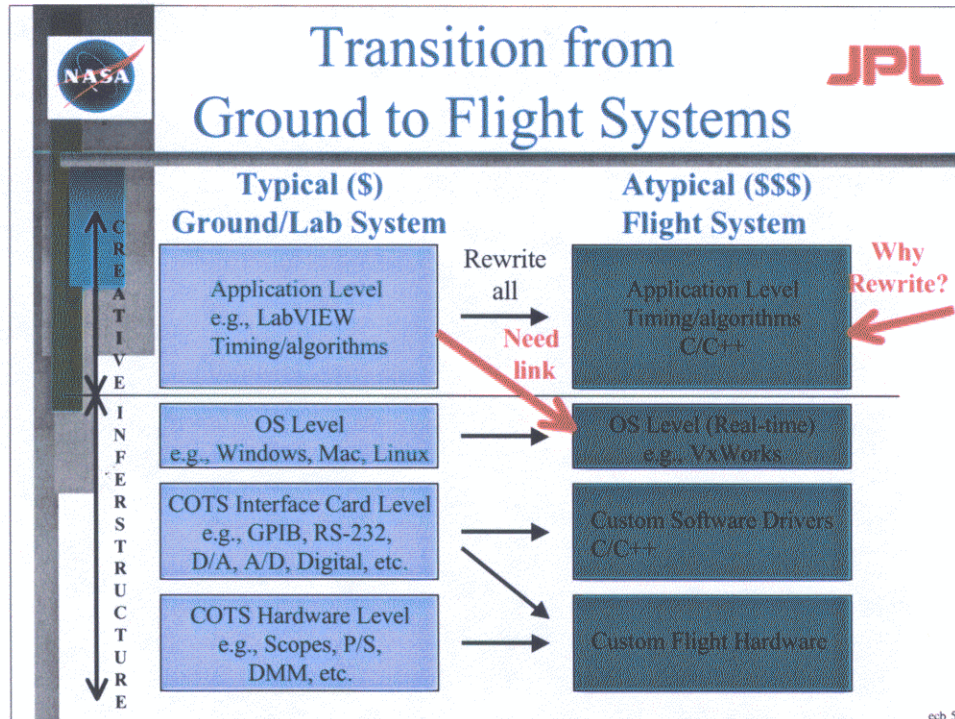 NASA
Transition from
Ground to Flight Systems
JPL
Typical ($)
Ground/Lab System
Atypical ($$$)
Flight System
CREATIVE
INFERSTRUCTURE
Application Level
e.g., LabVIEW
Timing/algorithms
Rewrite
all
Need
link
Application Level
Timing/algorithms
C/C++
Why
Rewrite?
OS Level
e.g., Windows, Mac, Linux
OS Level (Real-time)
e.g., VxWorks
COTS Interface Card Level
e.g., GPIB, RS-232,
D/A, A/D, Digital, etc.
Custom Software Drivers
C/C++
COTS Hardware Level
e.g., Scopes, P/S,
DMM, etc.
Custom Flight Hardware
ech 5